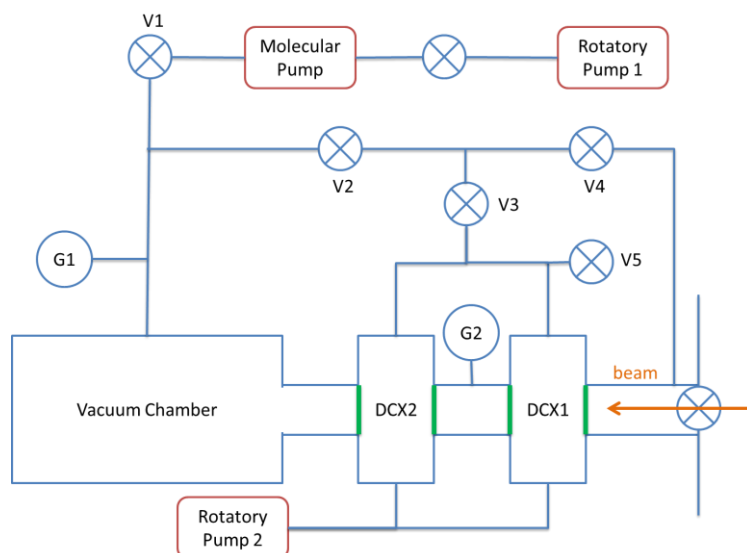 V1
Molecular
Pump
Rotatory
Pump 1
V2
V4
V3
G1
V5
G2
beam
Vacuum Chamber
DCX2
DCX1
Rotatory
Pump 2